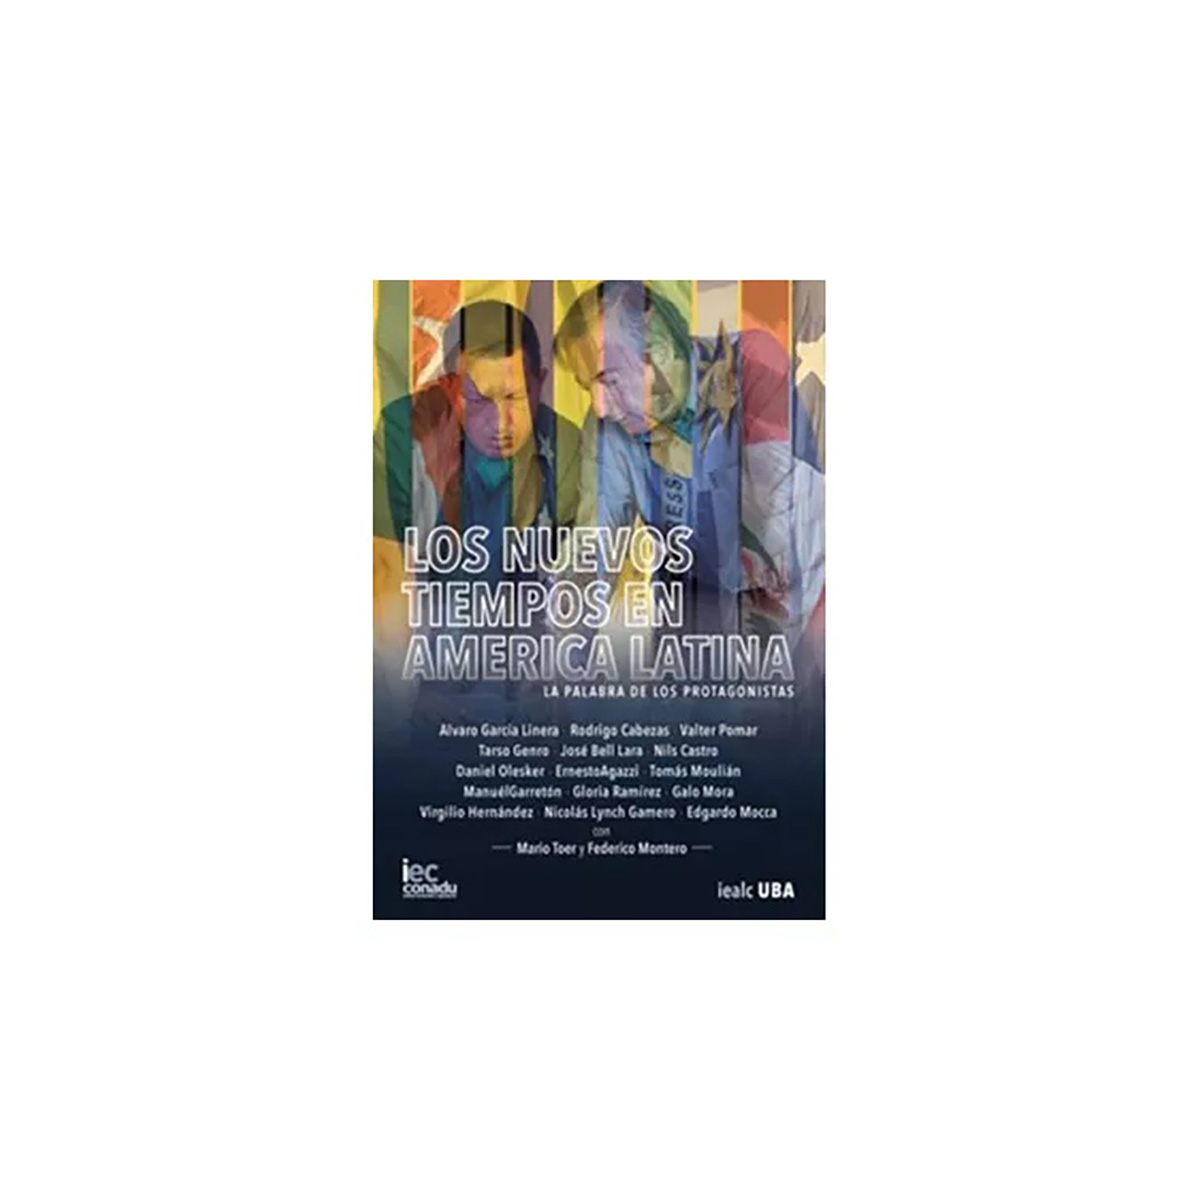 PRESS
LOS NUEVOS
TIEMPOS EN
AMERICA LATINA
LA PALABRA DE LOS PROTAGONISTAS
Alvaro García Linera · Rodrigo Cabezas · Valter Pomar
Tarso Genro · José Bell Lara · Nils Castro
Daniel Olesker · ErnestoAgazzi · Tomás Moulián
ManuélGarretón · Gloria Ramírez · Galo Mora
Virgilio Hernández · Nicolás Lynch Gamero · Edgardo Mocca
con
Mario Toer y Federico Montero
iec
conadu
iealc UBA